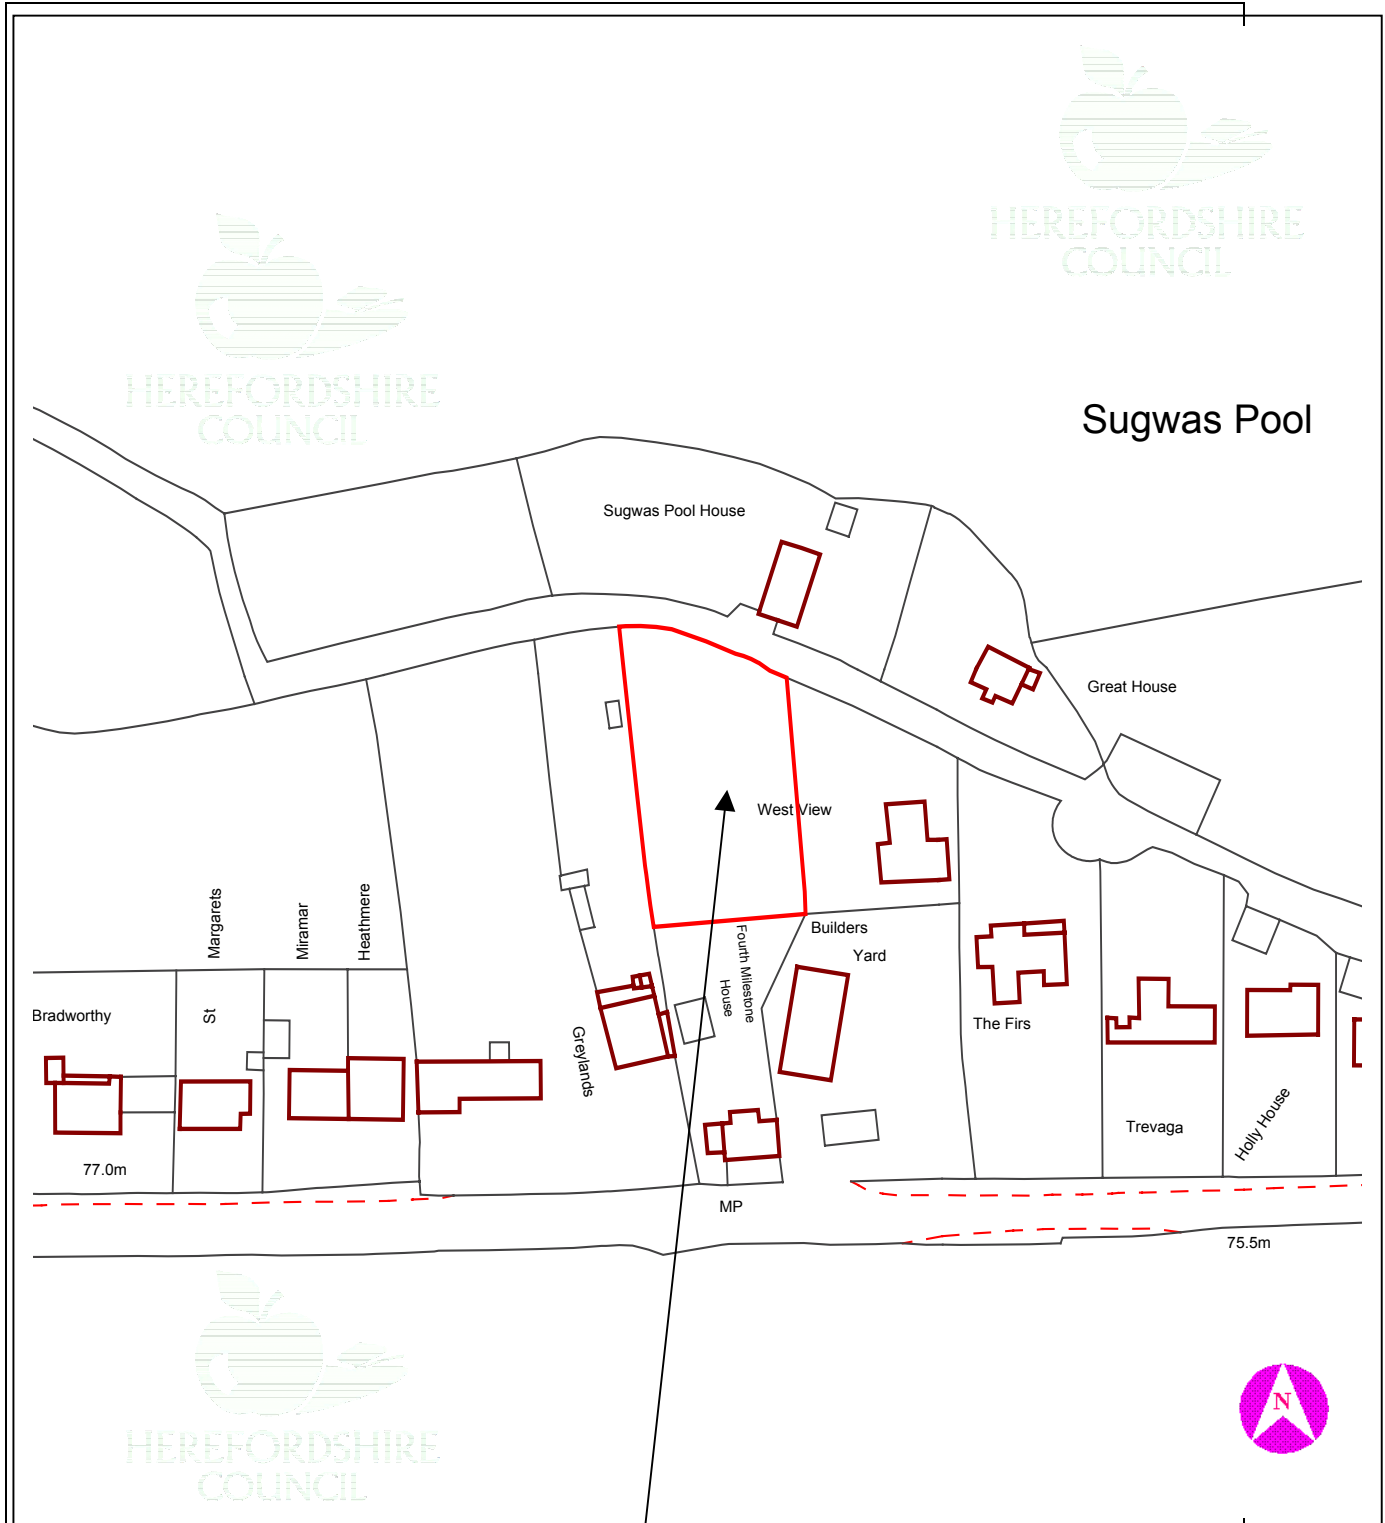 HEREFORDSHIRE
COUNCIL
HEREFORDSHIRE
COUNCIL
Sugwas Pool
Sugwas Pool House
Great House
West View
Margarets
St
Miramar
Heathmere
Builders
Yard
Fourth Milestone
House
Bradworthy
Greylands
The Firs
Trevaga
Holly House
77.0m
MP
75.5m
HEREFORDSHIRE
COUNCIL
N